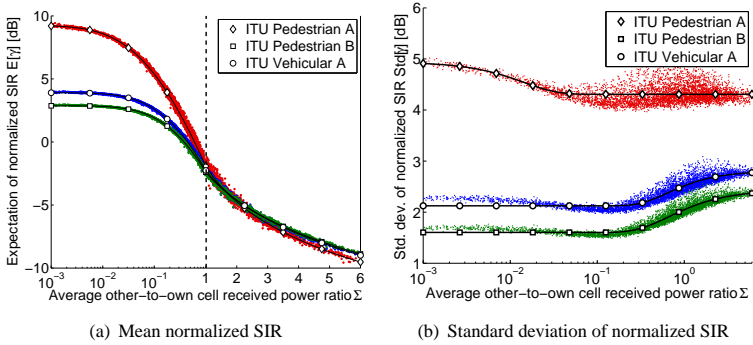 Expectation of normalized SIR E[γ] [dB]
10
5
0
−5
−10
10⁻³ 10⁻² 10⁻¹ 1 2 3 4 5 6
Average other-to-own cell received power ratio Σ
ITU Pedestrian A
ITU Pedestrian B
ITU Vehicular A
(a) Mean normalized SIR
Std. dev. of normalized SIR Std[γ]
6
5
4
3
2
1
10⁻³ 10⁻² 10⁻¹ 10⁰
Average other-to-own cell received power ratio Σ
ITU Pedestrian A
ITU Pedestrian B
ITU Vehicular A
(b) Standard deviation of normalized SIR